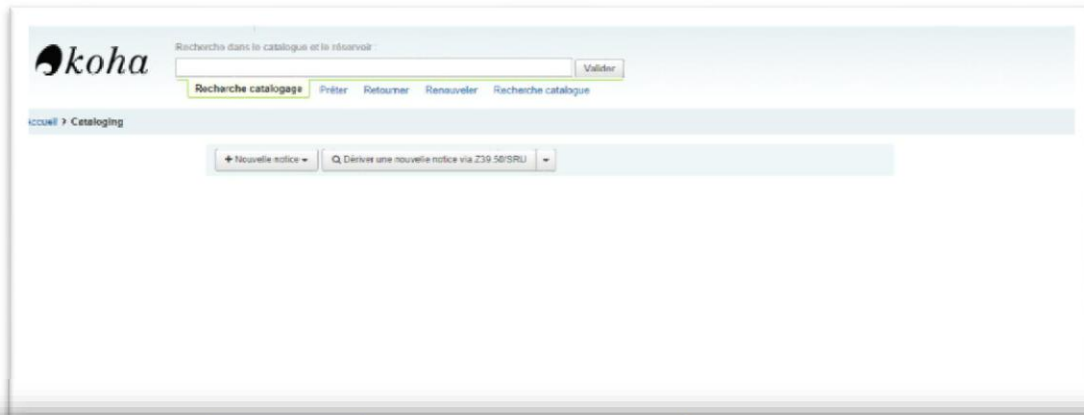 koha
Recherche dans le catalogue et le réservoir :
Valider
Recherche catalogage Prêter Retourner Renouveler Recherche catalogue
Accueil > Cataloging
+ Nouvelle notice Dériver une nouvelle notice via Z39.50/SRU